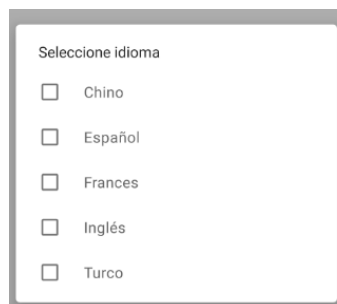 Seleccione idioma
Chino
Español
Frances
Inglés
Turco